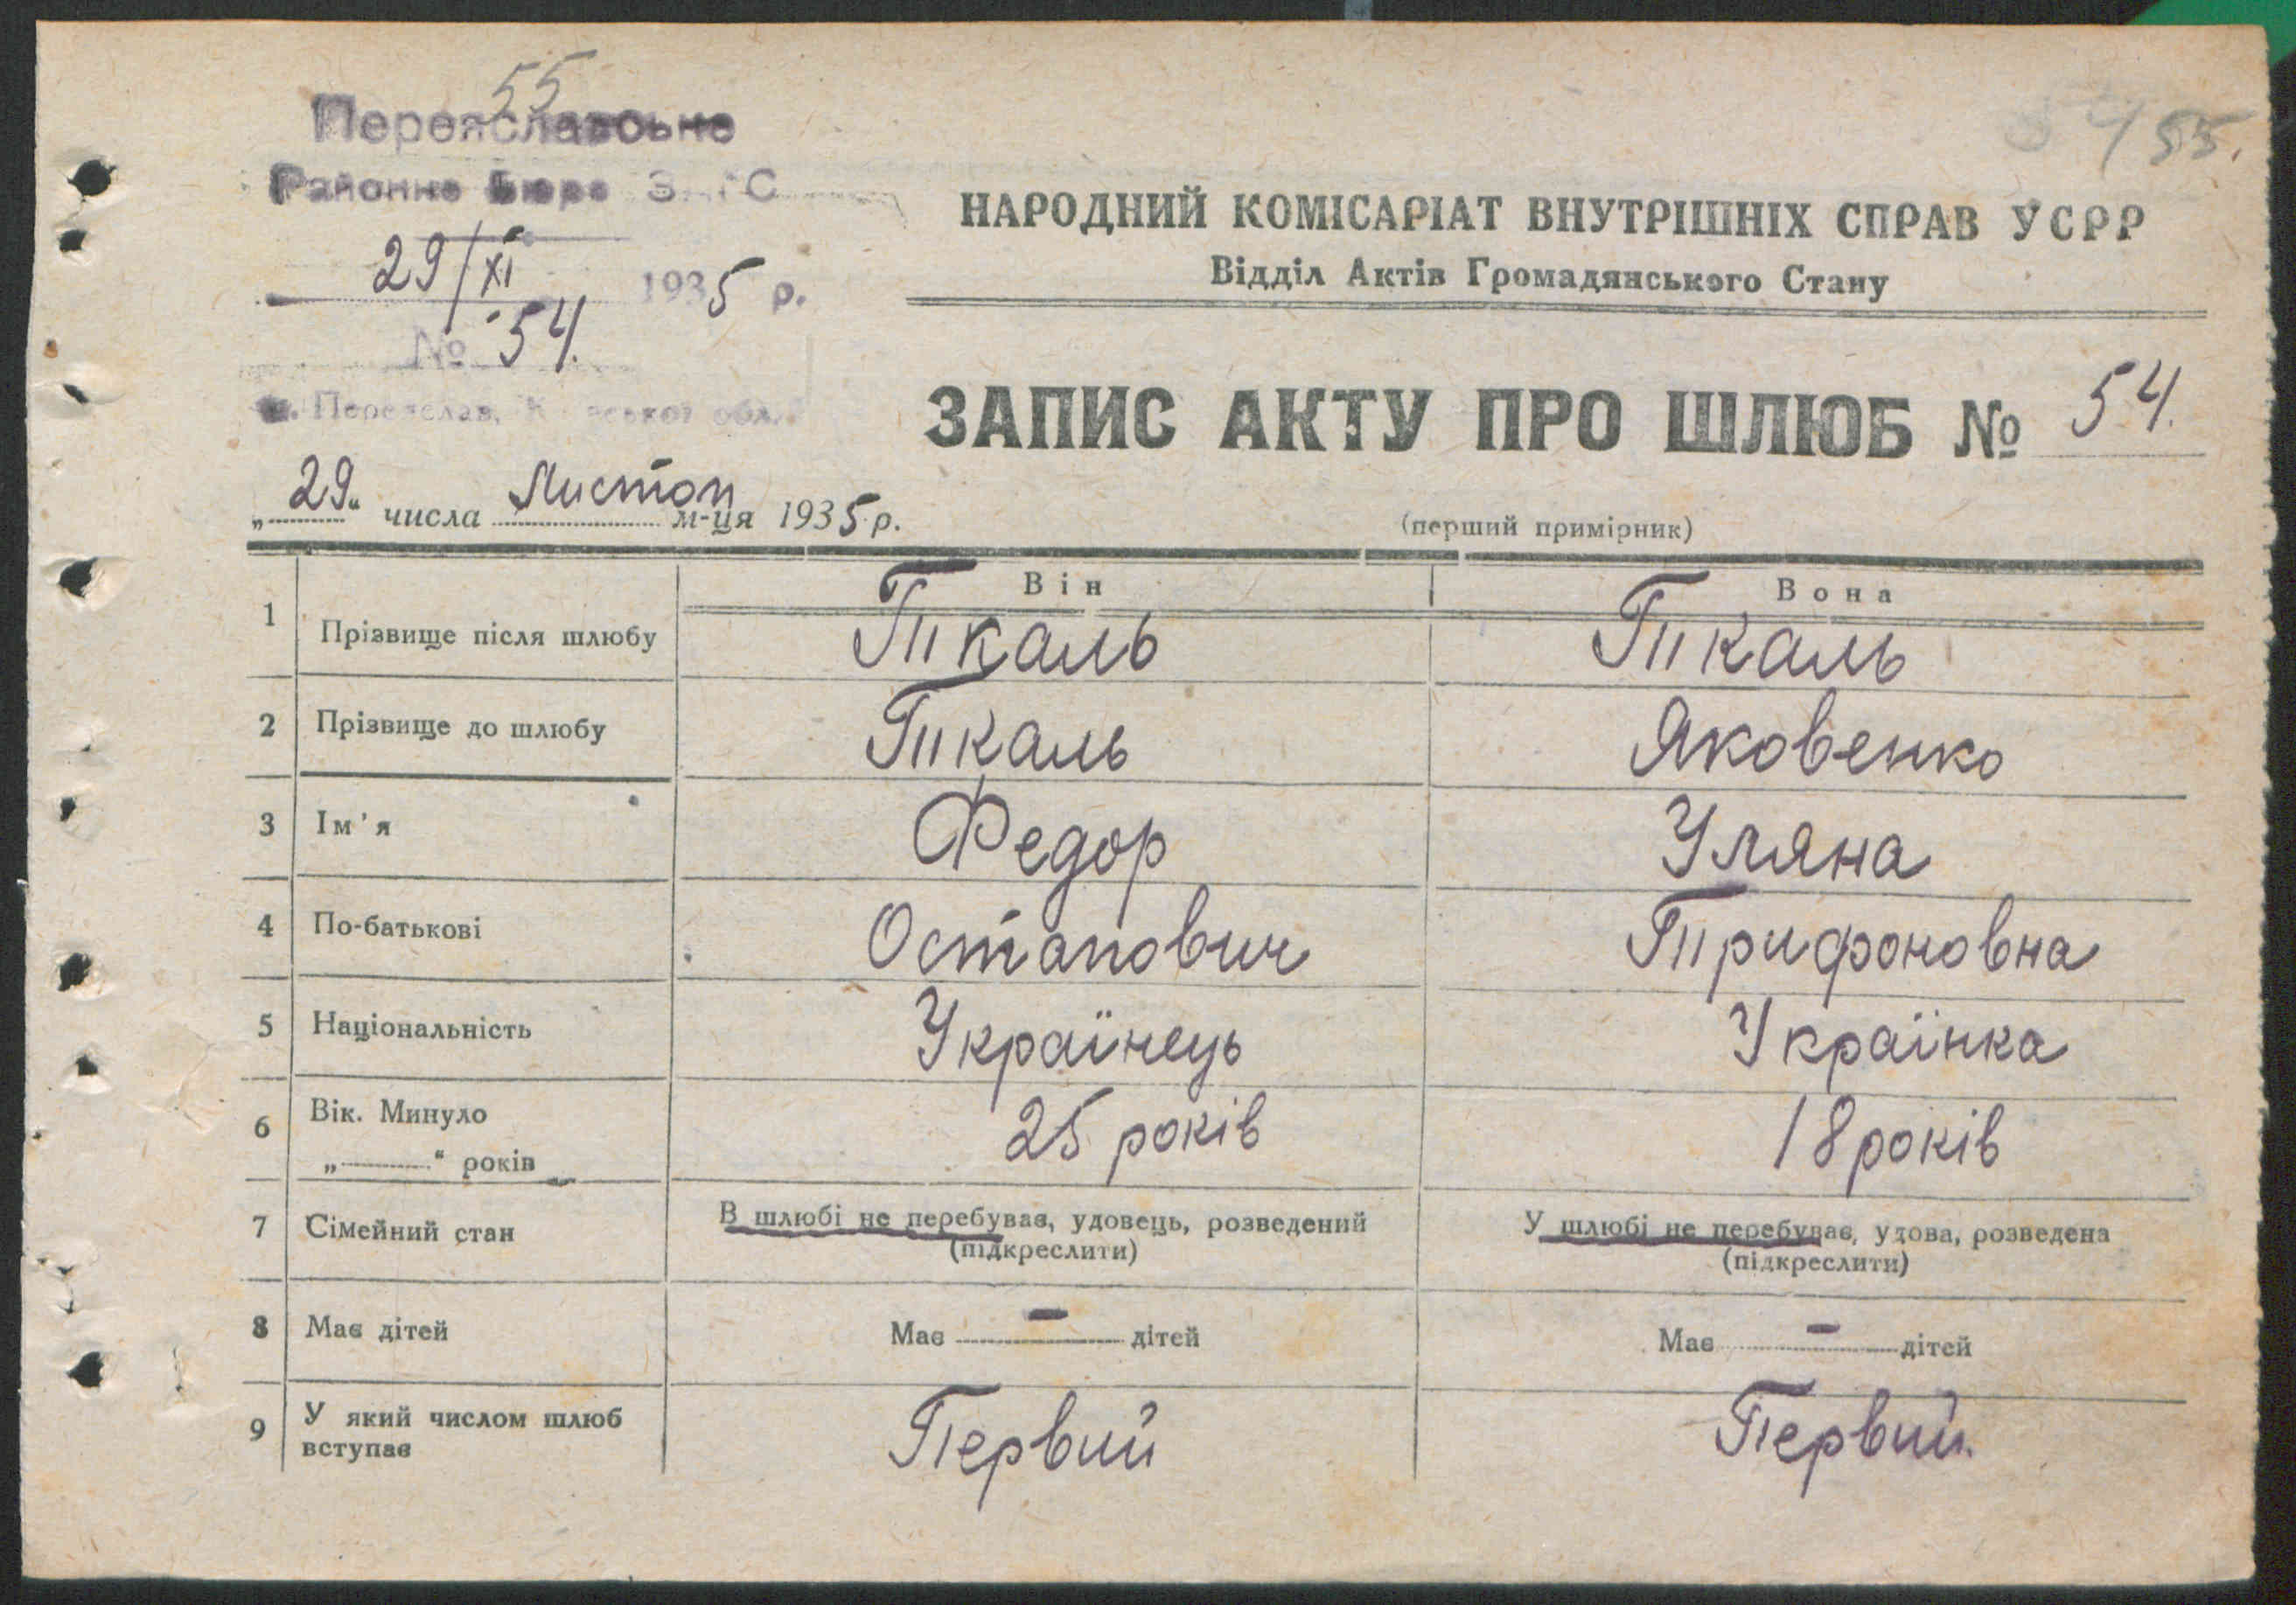 55
Переяславське
Районне Бюро З С
29/XI 1935 р.
№ 54.
Переяслав, К вської обл.
54 55.
НАРОДНИЙ КОМІСАРІАТ ВНУТРІШНІХ СПРАВ УСРР
Відділ Актів Громадянського Стану
ЗАПИС АКТУ ПРО ШЛЮБ № 54.
„29“ числа Листоп м-ця 1935 р.
(перший примірник)
Він Вона
1 Прізвище після шлюбу Ткаль Ткаль
2 Прізвище до шлюбу Ткаль Яковенко
3 Ім'я Федор Уляна
4 По-батькові Остапович Трифоновна
5 Національність Українець Українка
6 Вік. Минуло
„ “ років 25 років 18 років
7 Сімейний стан В шлюбі не перебував, удовець, розведений У шлюбі не перебуває, удова, розведена
(підкреслити) (підкреслити)
8 Має дітей Має — дітей Має — дітей
9 У який числом шлюб
вступає Первий Первий.